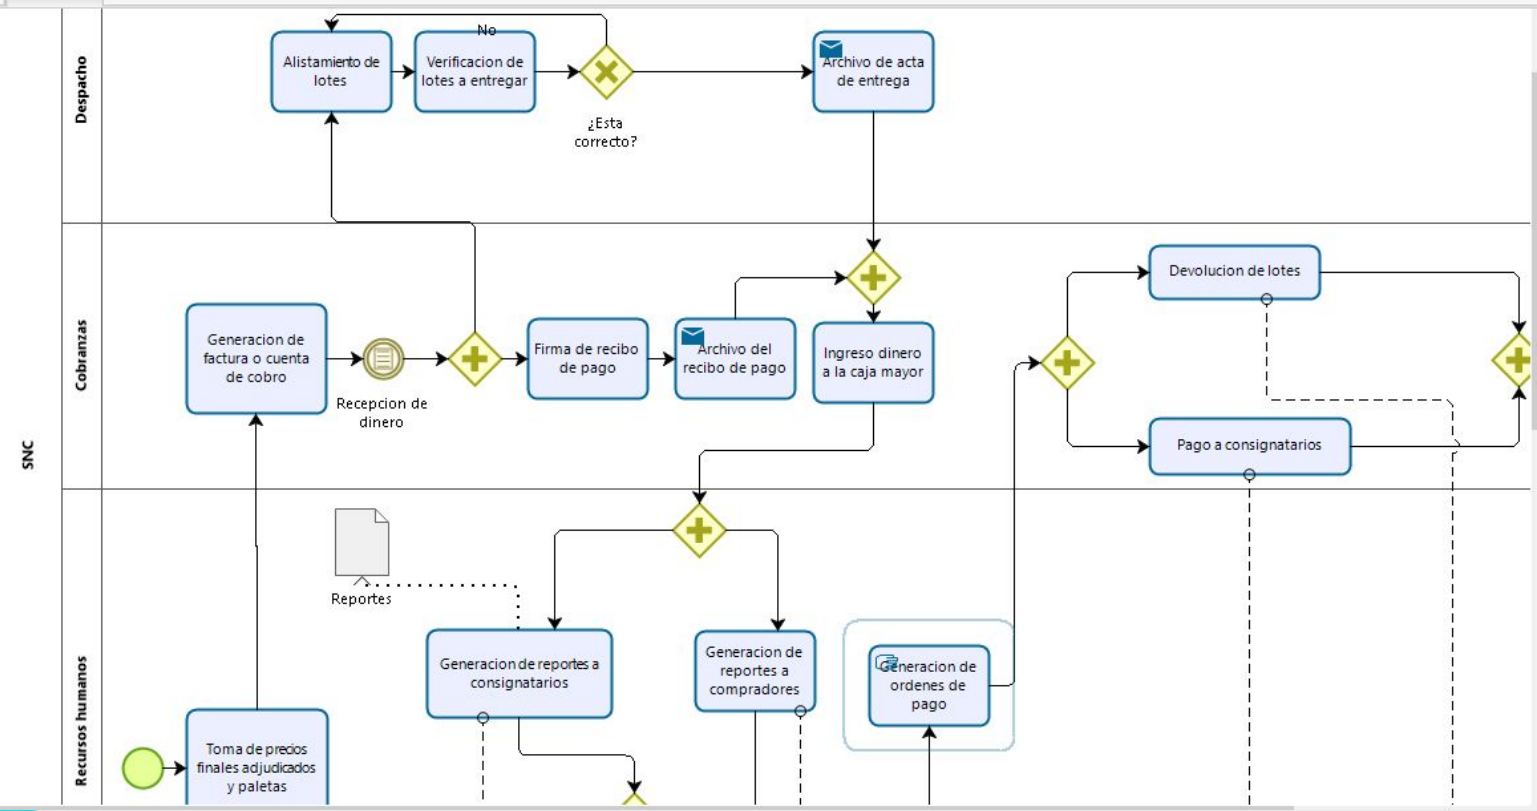 SNC
Despacho
No
Alistamiento de
lotes
Verificacion de
lotes a entregar
¿Esta
correcto?
Archivo de acta
de entrega
Cobranzas
Generacion de
factura o cuenta
de cobro
Recepcion de
dinero
Firma de recibo
de pago
Archivo del
recibo de pago
Ingreso dinero
a la caja mayor
Devolucion de lotes
Pago a consignatarios
Recursos humanos
Reportes
Generacion de reportes a
consignatarios
Generacion de
reportes a
compradores
Generacion de
ordenes de
pago
Toma de precios
finales adjudicados
y paletas